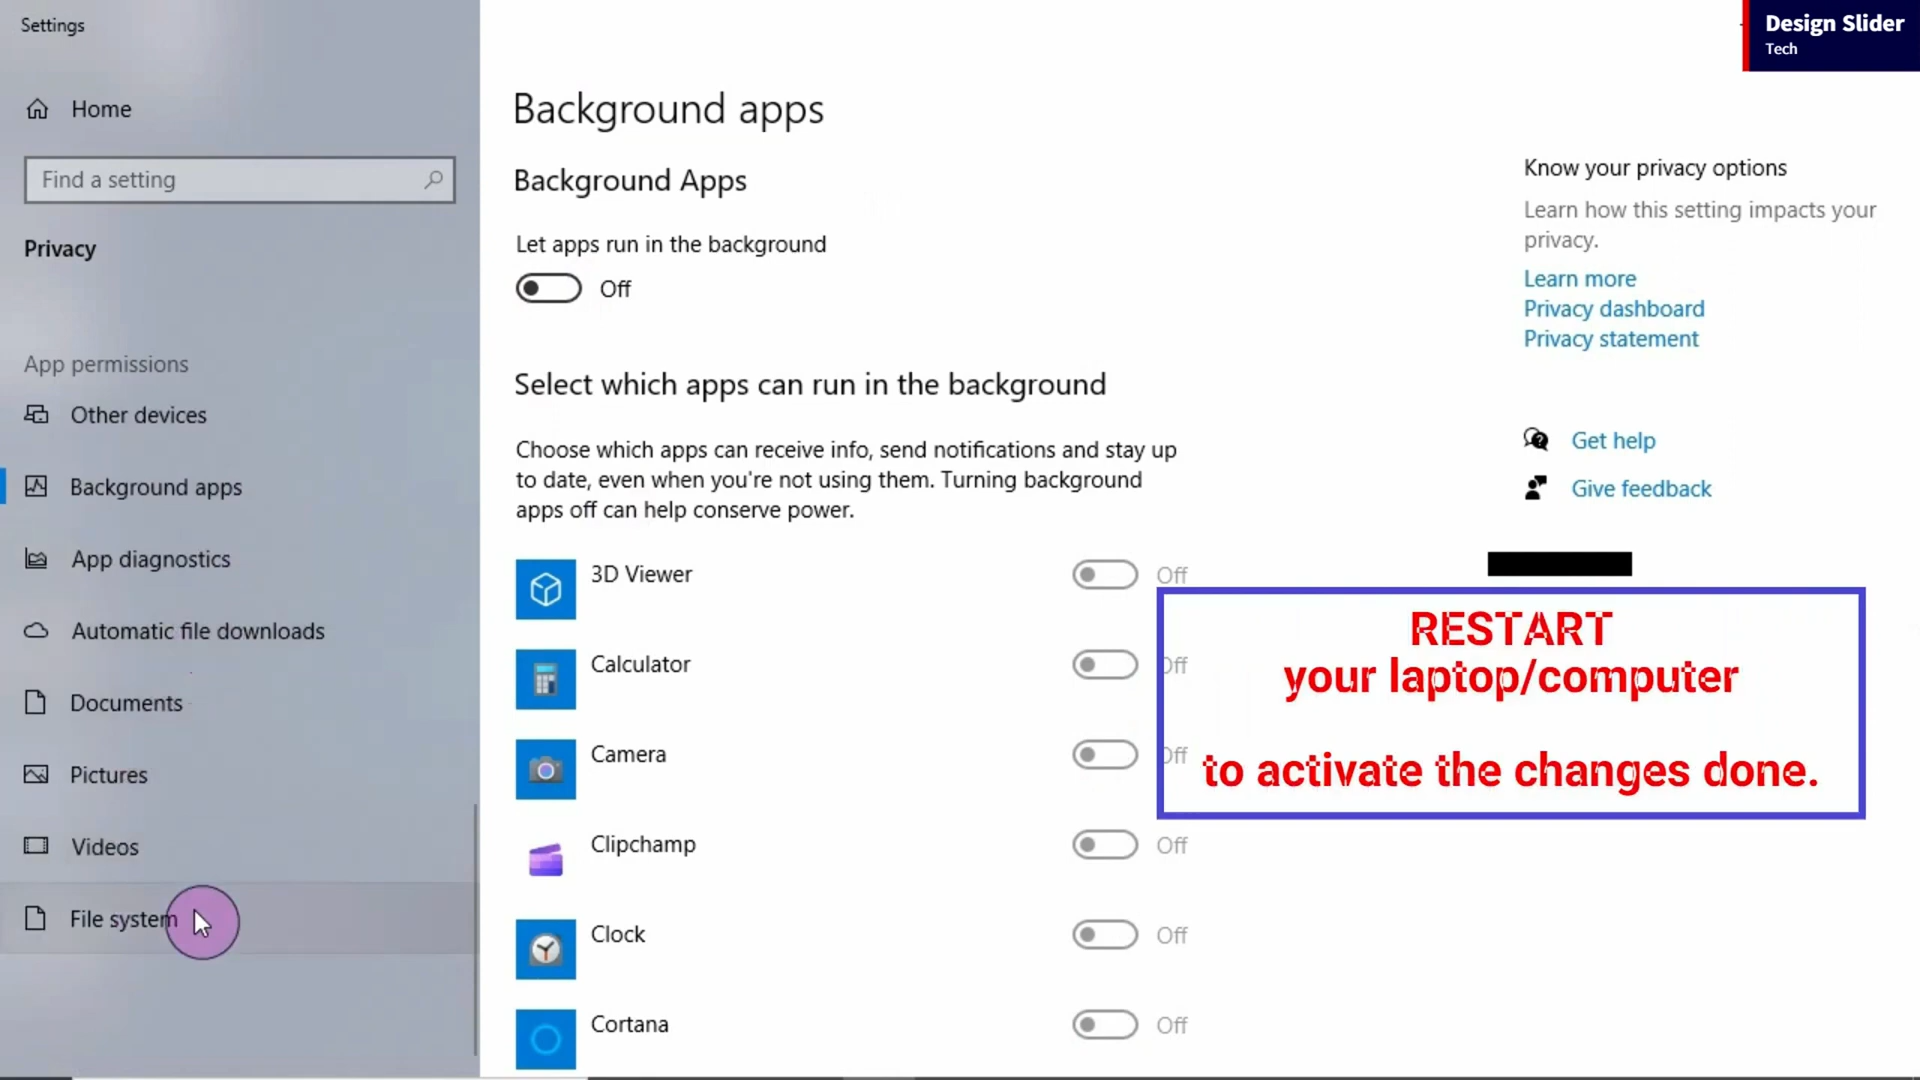 Settings
Design Slider
Tech
Home
Find a setting
Privacy
App permissions
Other devices
Background apps
App diagnostics
Automatic file downloads
Documents
Pictures
Videos
File system
Background apps
Background Apps
Let apps run in the background
Off
Select which apps can run in the background
Choose which apps can receive info, send notifications and stay up
to date, even when you're not using them. Turning background
apps off can help conserve power.
3D Viewer Off
Calculator Off
Camera Off
Clipchamp Off
Clock Off
Cortana Off
Know your privacy options
Learn how this setting impacts your
privacy.
Learn more
Privacy dashboard
Privacy statement
Get help
Give feedback
RESTART
your laptop/computer
to activate the changes done.